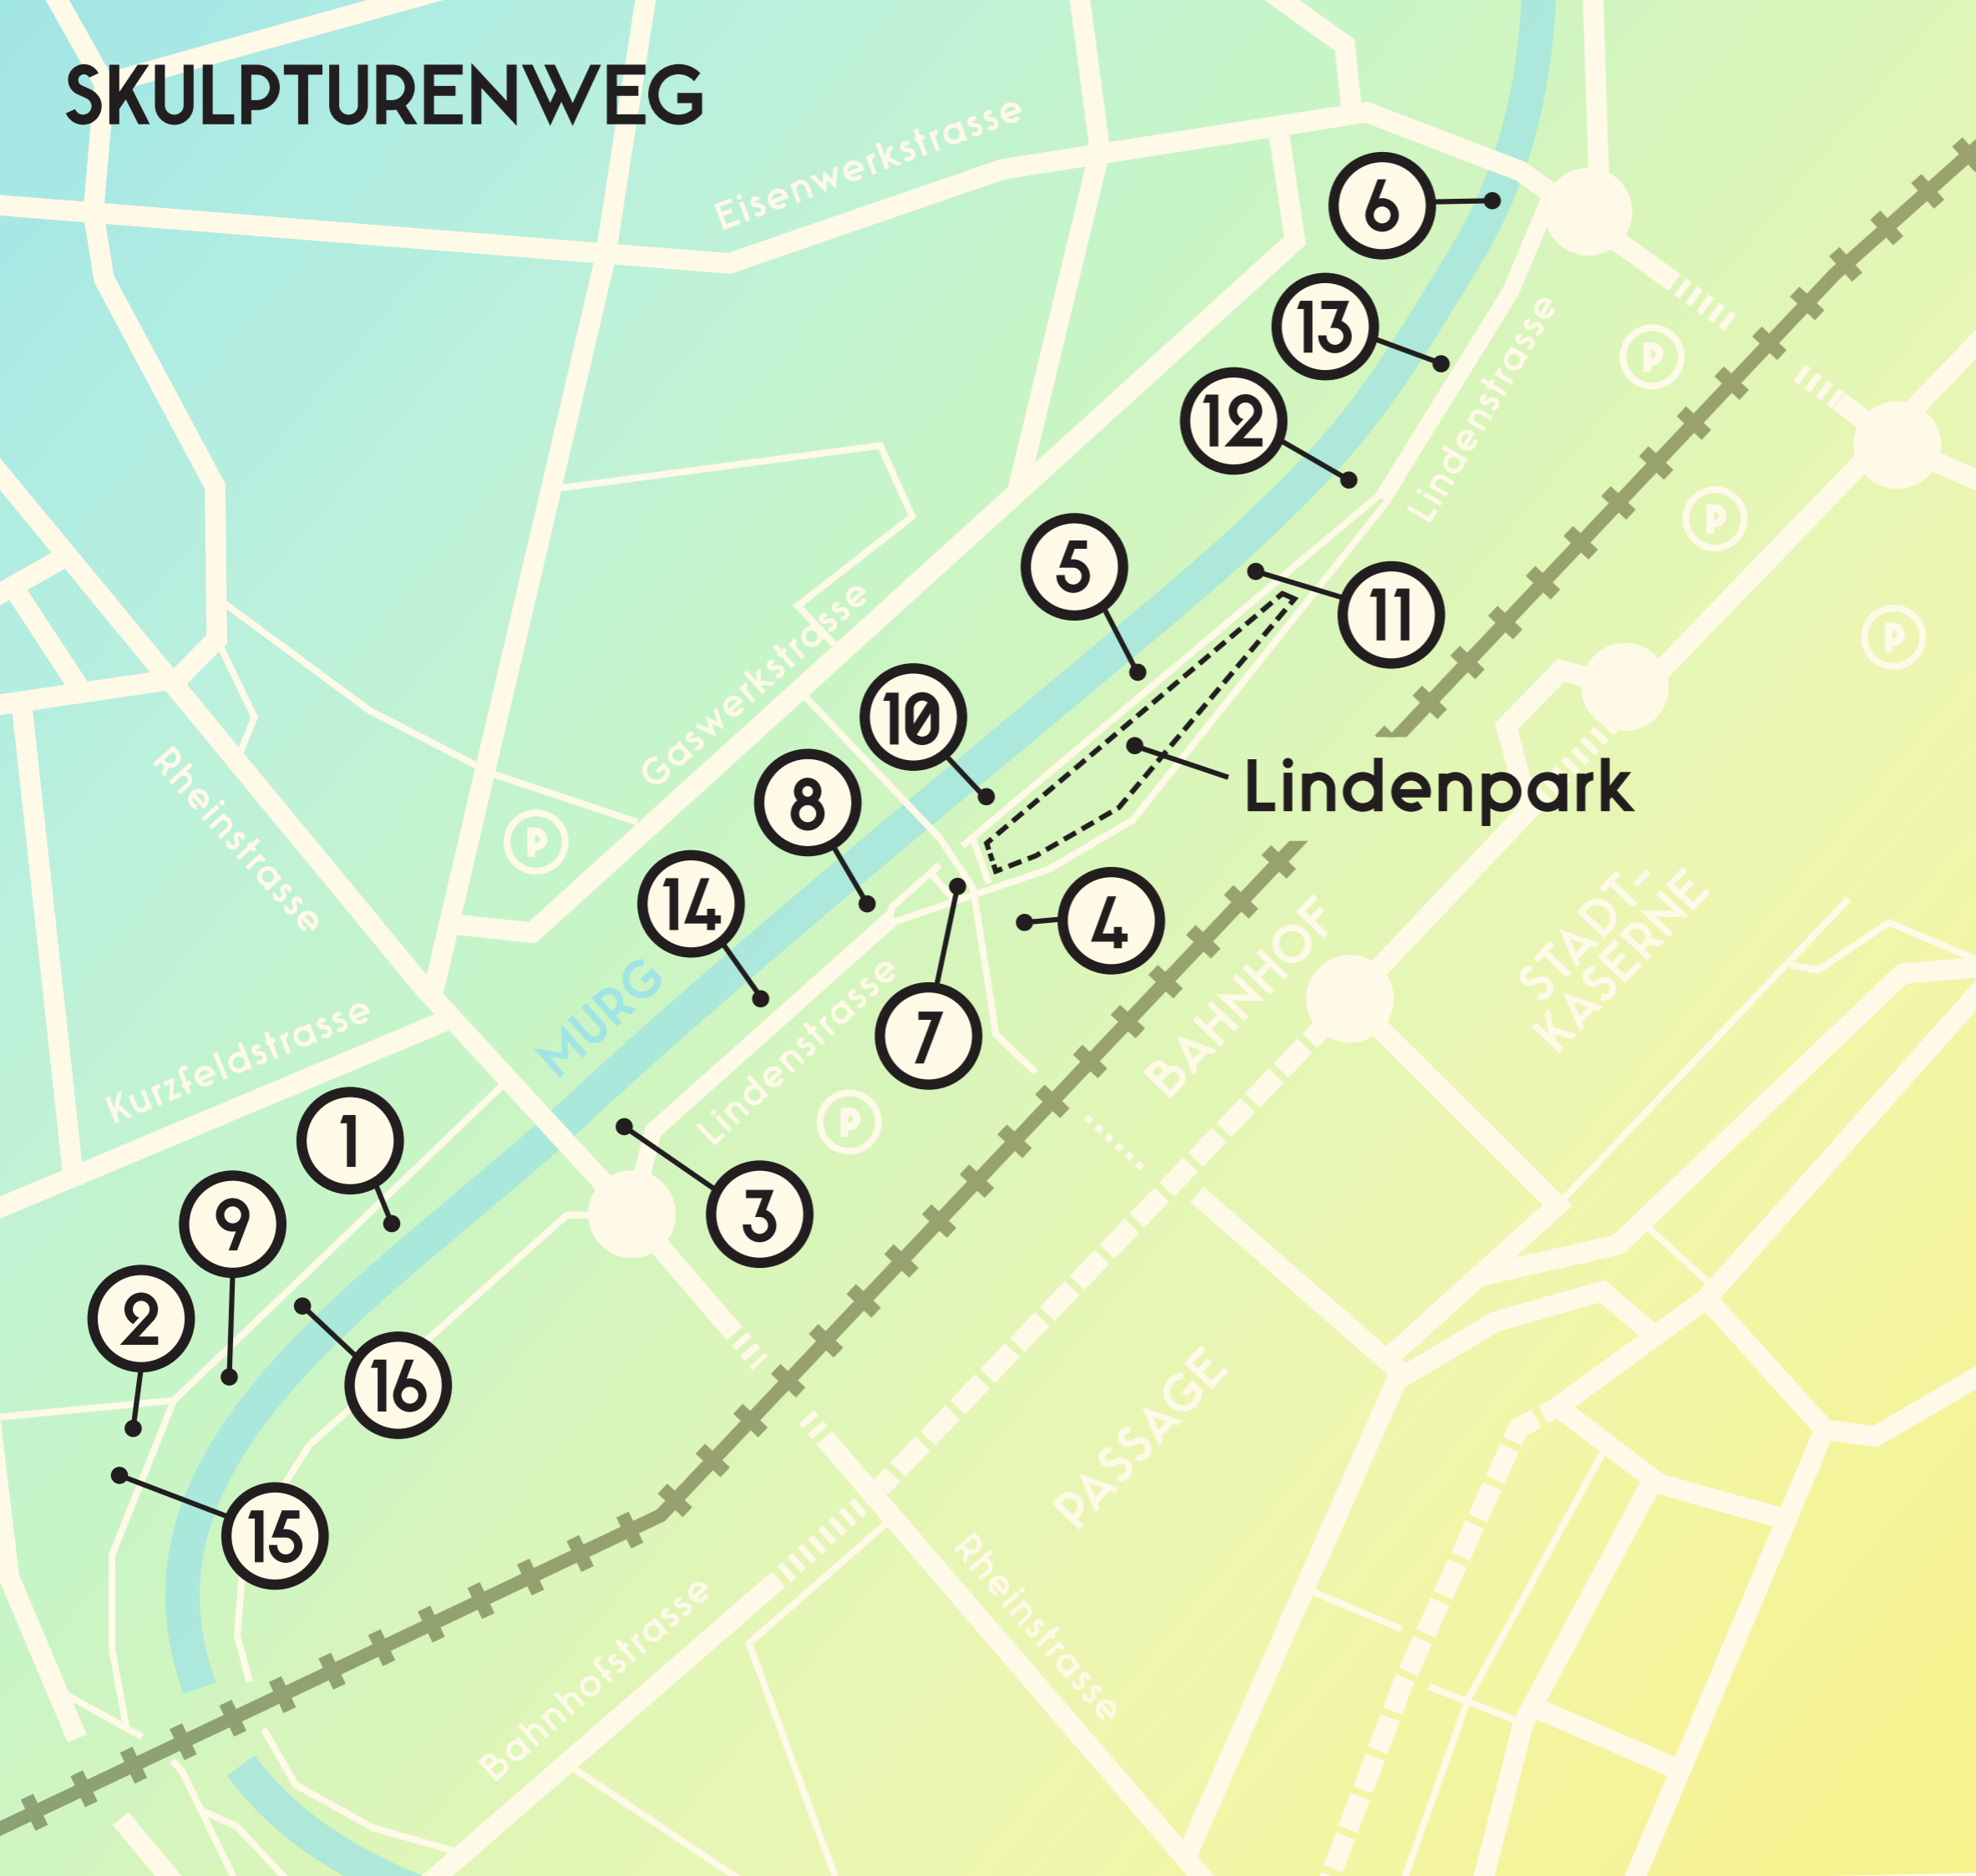 SKULPTURENWEG
Eisenwerkstrasse
6
13
12
Lindenstrasse
P
P
5
11
P
Gaswerkstrasse
10
Lindenpark
8
P
Rheinstrasse
14
4
STADT-
KASERNE
BAHNHOF
MURG
7
Lindenstrasse
Kurzfeldstrasse
P
1
3
9
2
16
PASSAGE
15
Rheinstrasse
Bahnhofstrasse